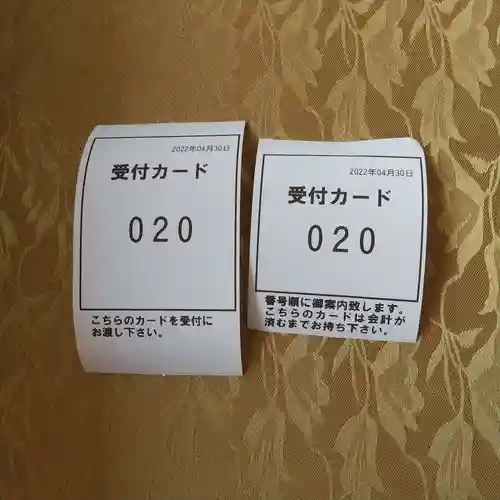 2022年04月30日
受付カード
020
こちらのカードを受付に
お渡し下さい。
2022年04月30日
受付カード
020
番号順に御案内致します。
こちらのカードは会計が
済むまでお持ち下さい。